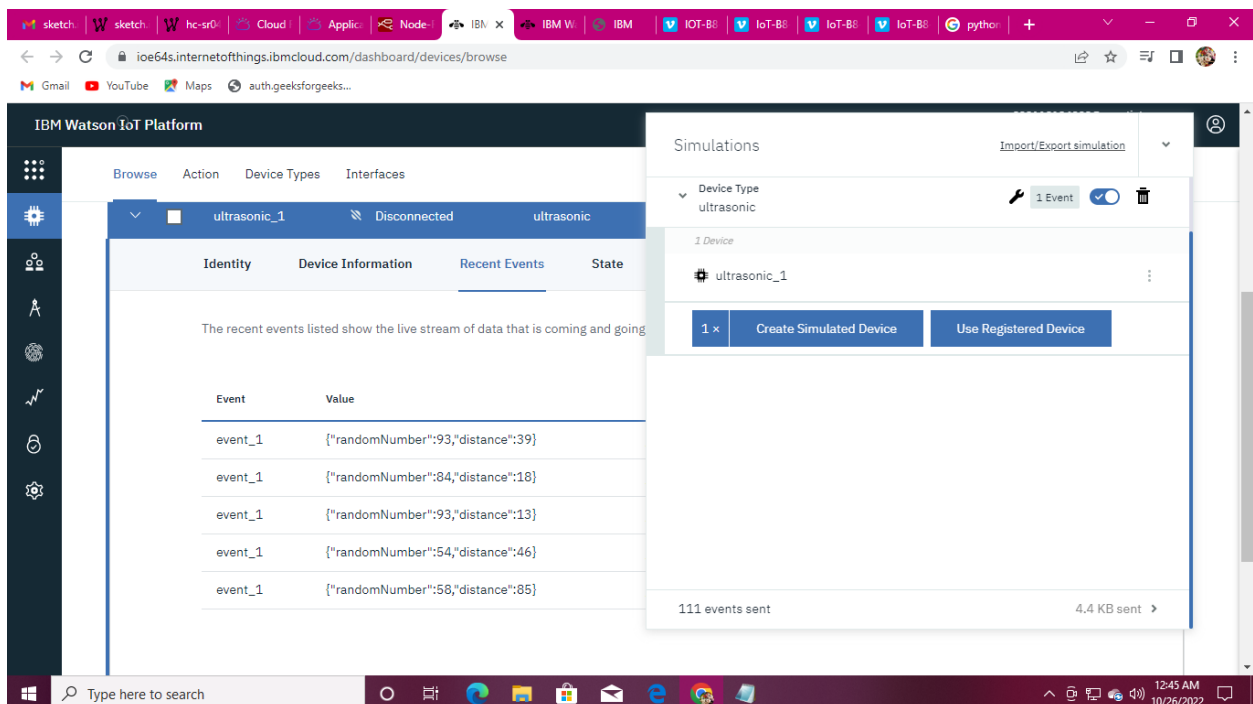 sketch.
sketch.
hc-sr04
Cloud
Applica
Node-
IBM
IBM W
IBM
IOT-B8
IoT-B8
IoT-B8
IoT-B8
python
ioe64s.internetofthings.ibmcloud.com/dashboard/devices/browse
Gmail YouTube Maps auth.geeksforgeeks...
IBM Watson IoT Platform
Browse Action Device Types Interfaces
ultrasonic_1 Disconnected ultrasonic
Identity Device Information Recent Events State
The recent events listed show the live stream of data that is coming and going
Event Value
event_1 {"randomNumber":93,"distance":39}
event_1 {"randomNumber":84,"distance":18}
event_1 {"randomNumber":93,"distance":13}
event_1 {"randomNumber":54,"distance":46}
event_1 {"randomNumber":58,"distance":85}
Simulations Import/Export simulation
Device Type
ultrasonic
1 Event
1 Device
ultrasonic_1
1 × Create Simulated Device Use Registered Device
111 events sent 4.4 KB sent
Type here to search
12:45 AM
10/26/2022